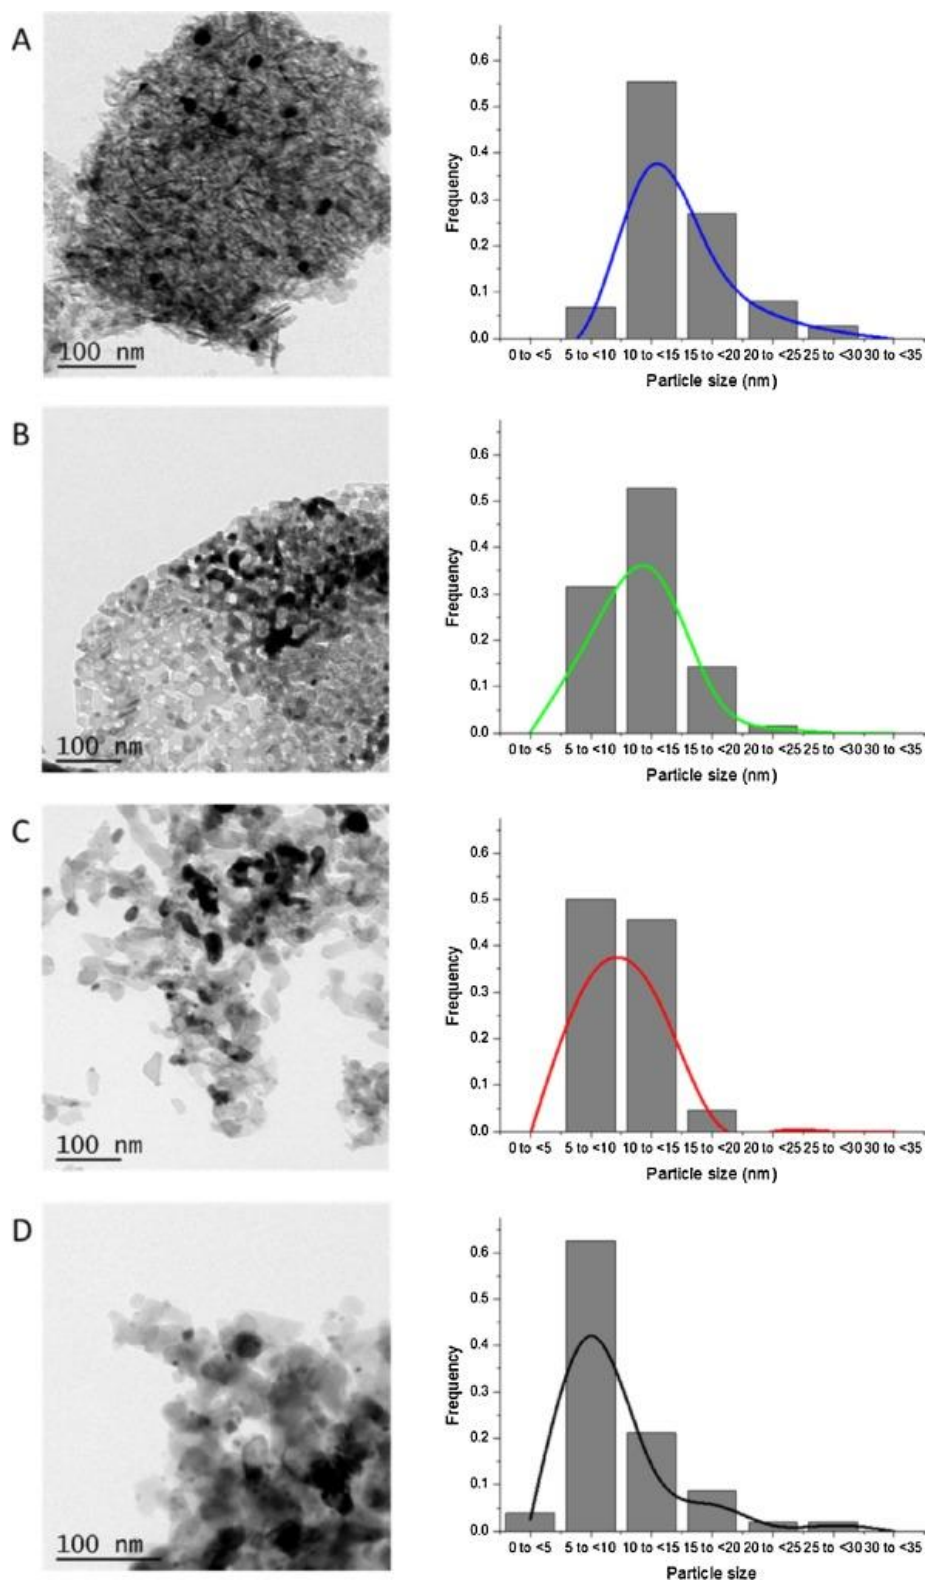 A
100 nm
Frequency
0.6
0.5
0.4
0.3
0.2
0.1
0.0
0 to <5 5 to <10 10 to <15 15 to <20 20 to <25 25 to <30 30 to <35
Particle size (nm)
B
100 nm
Frequency
0.6
0.5
0.4
0.3
0.2
0.1
0.0
0 to <5 5 to <10 10 to <15 15 to <20 20 to <25 25 to <30 30 to <35
Particle size (nm)
C
100 nm
Frequency
0.6
0.5
0.4
0.3
0.2
0.1
0.0
0 to <5 5 to <10 10 to <15 15 to <20 20 to <25 25 to <30 30 to <35
Particle size (nm)
D
100 nm
Frequency
0.6
0.5
0.4
0.3
0.2
0.1
0.0
0 to <5 5 to <10 10 to <15 15 to <20 20 to <25 25 to <30 30 to <35
Particle size